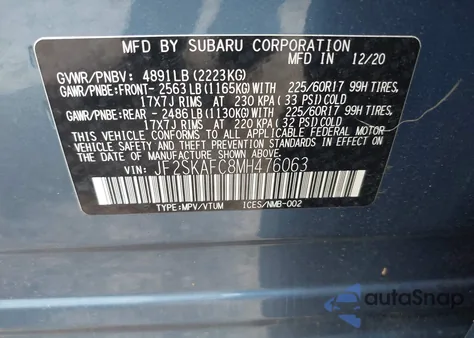 MFD BY SUBARU CORPORATION
MFD IN 12/20
GVWR/PNBV: 4891LB (2223KG)
GAWR/PNBE:FRONT- 2563LB (1165KG) WITH 225/60R17 99H TIRES,
17X7J RIMS AT 230 KPA (33 PSI)COLD
GAWR/PNBE:REAR - 2486LB (1130KG) WITH 225/60R17 99H TIRES,
17X7J RIMS AT 220 KPA (32 PSI)COLD
THIS VEHICLE CONFORMS TO ALL APPLICABLE FEDERAL MOTOR
VEHICLE SAFETY, BUMPER, AND THEFT PREVENTION STANDARDS IN
EFFECT ON THE DATE OF MANUFACTURE SHOWN ABOVE.
VIN: JF2SKAFC8MH476063
TYPE:MPV/VTUM ICES/NMB-002
autoSnap